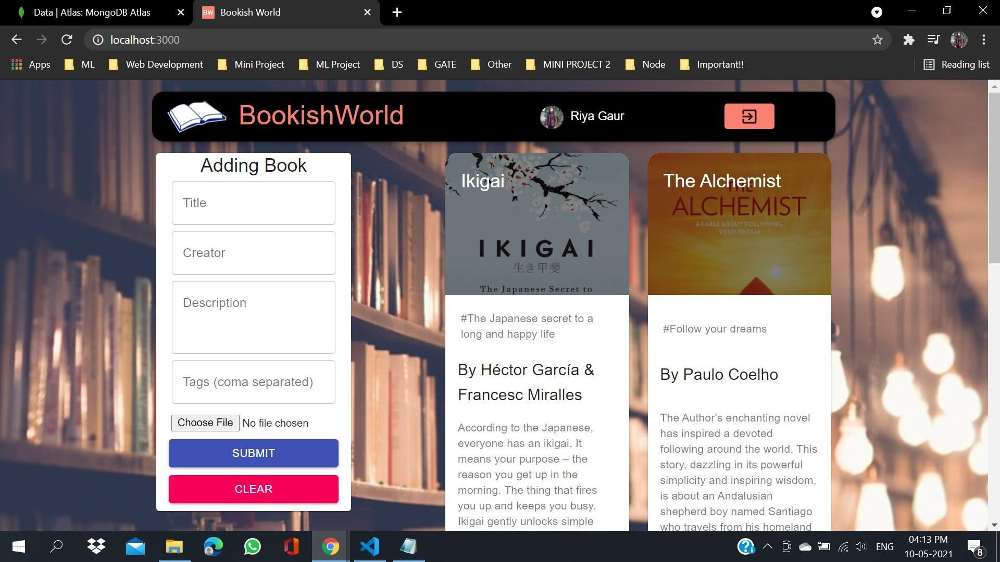 Data | Atlas: MongoDB Atlas
BW Bookish World
localhost:3000
Apps ML Web Development Mini Project ML Project DS GATE Other MINI PROJECT 2 Node Important!! Reading list
BookishWorld Riya Gaur
Adding Book
Title
Creator
Description
Tags (coma separated)
Choose File No file chosen
SUBMIT
CLEAR
Ikigai
IKIGAI
生き甲斐
The Japanese Secret to
#The Japanese secret to a
long and happy life
By Héctor García &
Francesc Miralles
According to the Japanese,
everyone has an ikigai. It
means your purpose – the
reason you get up in the
morning. The thing that fires
you up and keeps you busy.
Ikigai gently unlocks simple
The Alchemist
THE
ALCHEMIST
A FABLE ABOUT FOLLOWING
YOUR DREAM
#Follow your dreams
By Paulo Coelho
The Author's enchanting novel
has inspired a devoted
following around the world. This
story, dazzling in its powerful
simplicity and inspiring wisdom,
is about an Andalusian
shepherd boy named Santiago
who travels from his homeland
ENG
04:13 PM
10-05-2021
8